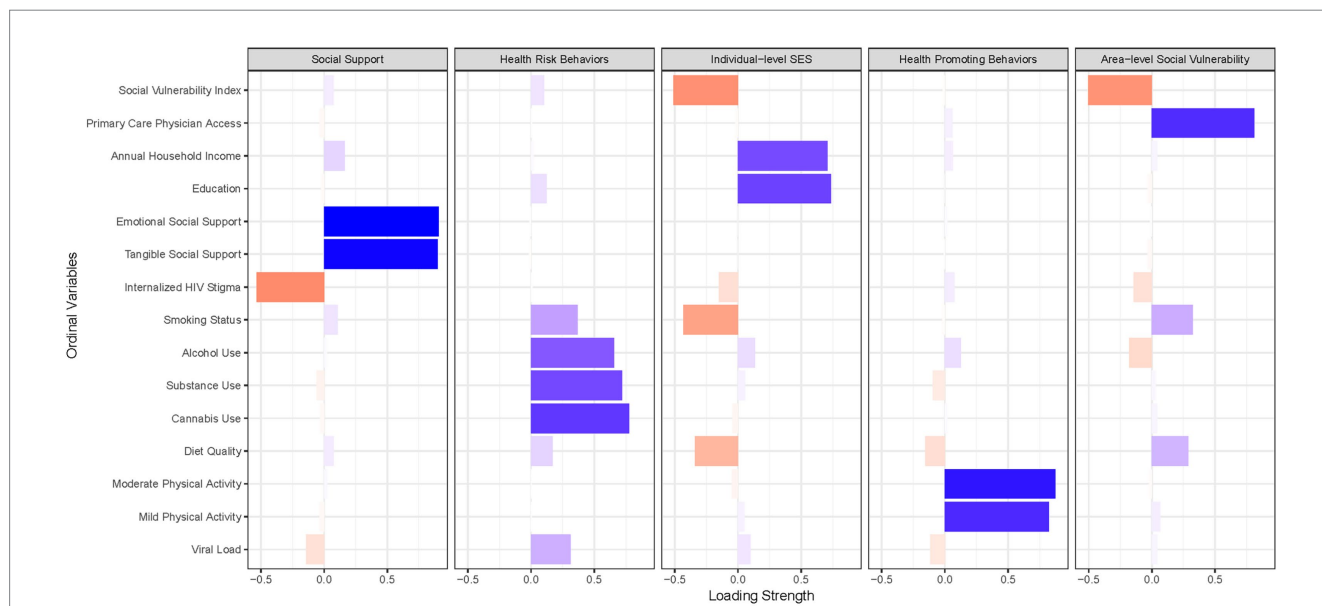 Social Support Health Risk Behaviors Individual−level SES Health Promoting Behaviors Area−level Social Vulnerability
Ordinal Variables
Social Vulnerability Index
Primary Care Physician Access
Annual Household Income
Education
Emotional Social Support
Tangible Social Support
Internalized HIV Stigma
Smoking Status
Alcohol Use
Substance Use
Cannabis Use
Diet Quality
Moderate Physical Activity
Mild Physical Activity
Viral Load
−0.5 0.0 0.5 −0.5 0.0 0.5 −0.5 0.0 0.5 −0.5 0.0 0.5 −0.5 0.0 0.5
Loading Strength